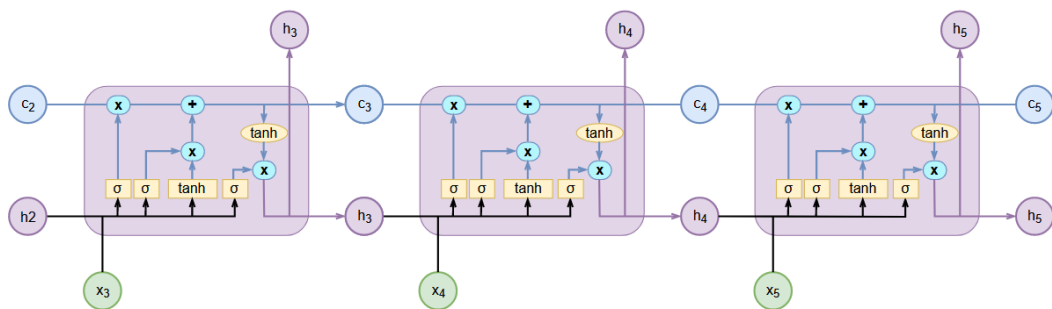 h₃ h₄ h₅
c₂ x + c₃ x + c₄ x + c₅
tanh tanh tanh
x x x x x x
σ σ tanh σ σ σ tanh σ σ σ tanh σ
h2 h₃ h₄ h₅
x₃ x₄ x₅